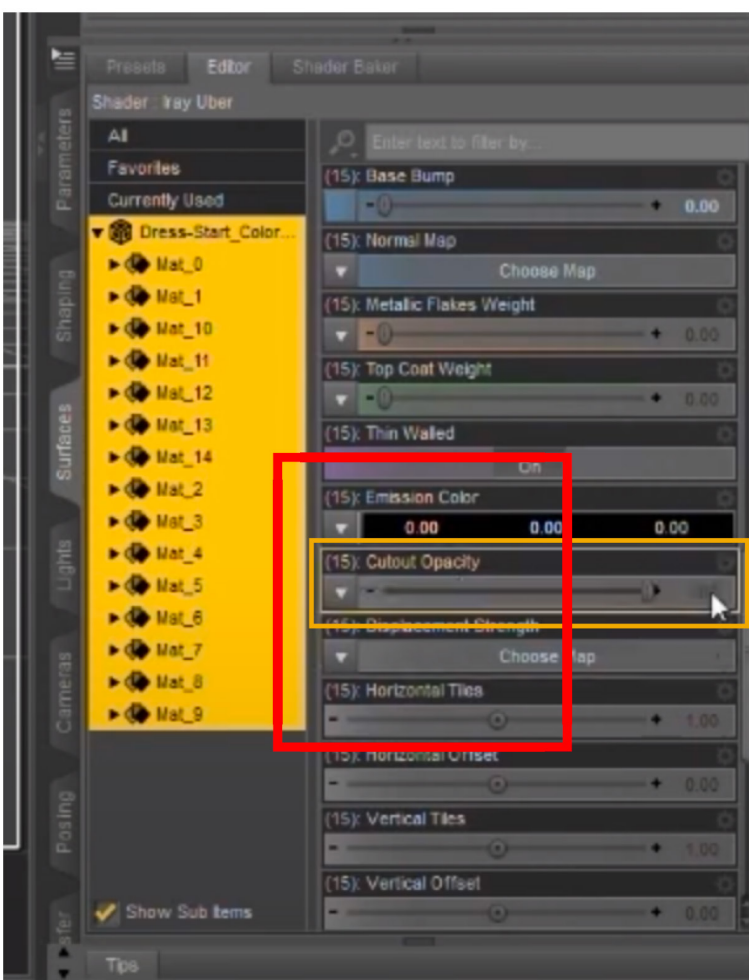 Presets Editor Shader Baker
Shader : Iray Uber
All
Favorites
Currently Used
Dress-Start_Color...
Mat_0
Mat_1
Mat_10
Mat_11
Mat_12
Mat_13
Mat_14
Mat_2
Mat_3
Mat_4
Mat_5
Mat_6
Mat_7
Mat_8
Mat_9
Show Sub Items
Enter text to filter by...
(15): Base Bump
- + 0.00
(15): Normal Map
Choose Map
(15): Metallic Flakes Weight
- + 0.00
(15): Top Coat Weight
- + 0.00
(15): Thin Walled
On
(15): Emission Color
0.00 0.00 0.00
(15): Cutout Opacity
-
(15): Displacement Strength
Choose Map
(15): Horizontal Tiles
- + 1.00
(15): Horizontal Offset
- + 0.00
(15): Vertical Tiles
- + 1.00
(15): Vertical Offset
- + 0.00
Parameters
Shaping
Surfaces
Lights
Cameras
Posing
sfer
Tips